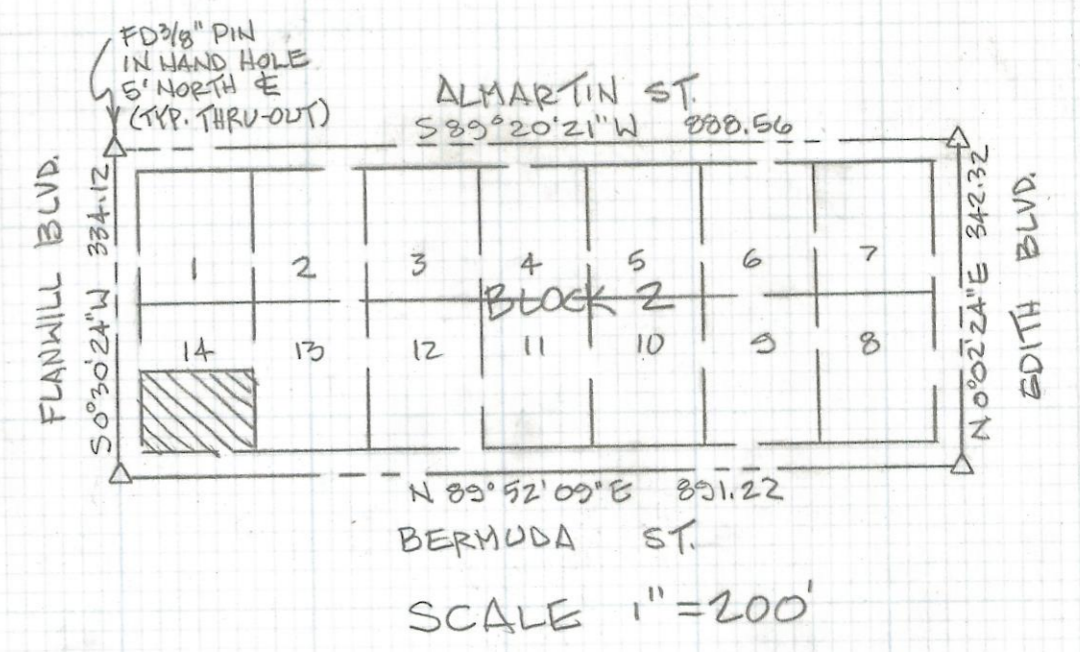 FD 3/8" PIN
IN HAND HOLE
5' NORTH ℄
(TYP. THRU-OUT)
ALMARTIN ST.
S 89°20'21" W 888.56
FLANWILL BLVD.
S 0°30'24" W 334.12
N 0°02'24" E 342.32
EDITH BLVD.
1 2 3 4 5 6 7
BLOCK 2
14 13 12 11 10 9 8
N 89°52'09" E 891.22
BERMUDA ST.
SCALE 1" = 200'